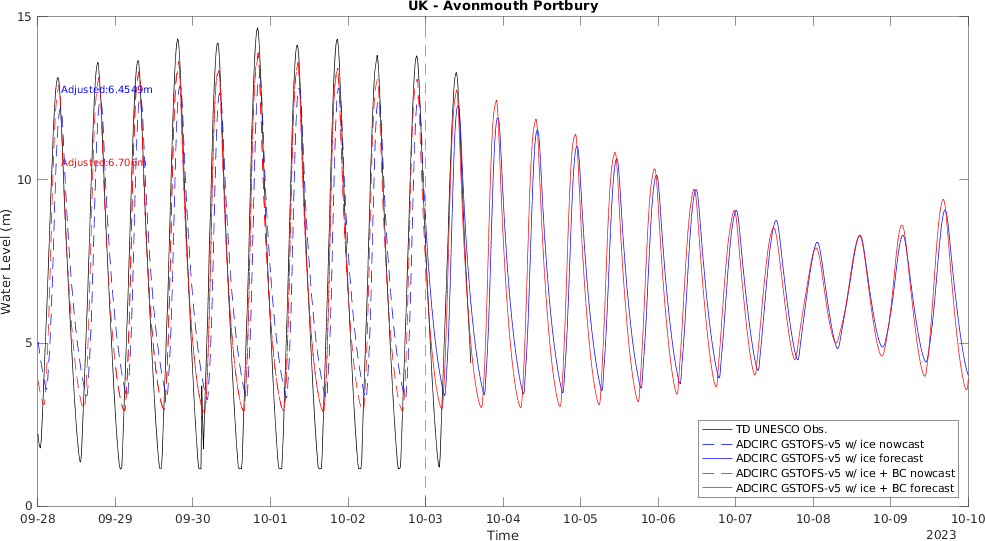 UK - Avonmouth Portbury
15
10
5
0
Water Level (m)
Adjusted:6.4549m
Adjusted:6.706m
TD UNESCO Obs.
ADCIRC GSTOFS-v5 w/ ice nowcast
ADCIRC GSTOFS-v5 w/ ice forecast
ADCIRC GSTOFS-v5 w/ ice + BC nowcast
ADCIRC GSTOFS-v5 w/ ice + BC forecast
09-28 09-29 09-30 10-01 10-02 10-03 10-04 10-05 10-06 10-07 10-08 10-09 10-10
Time
2023